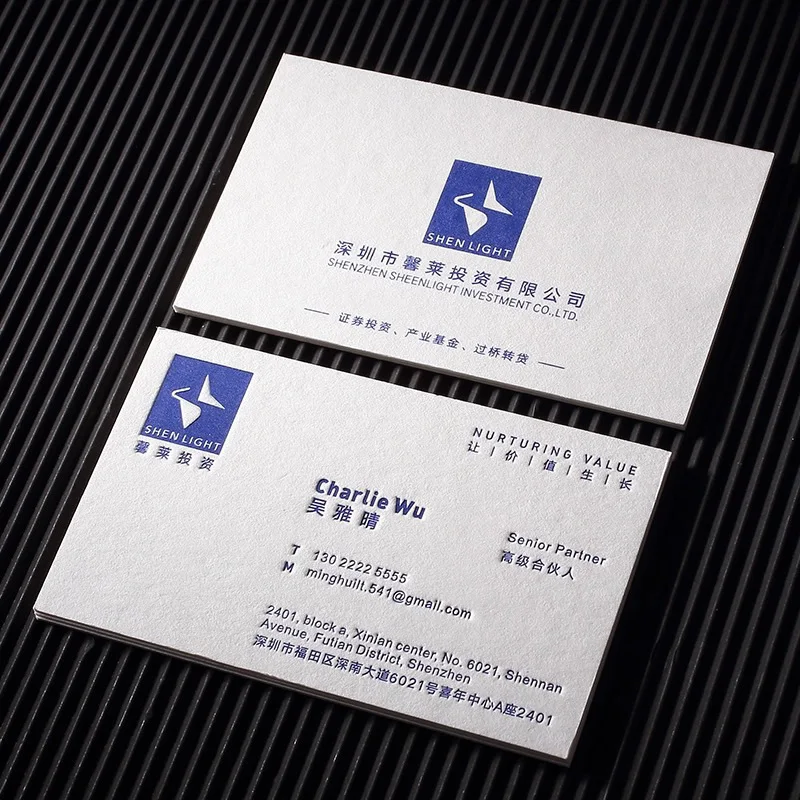 SHEN LIGHT
深圳市馨莱投资有限公司
SHENZHEN SHEENLIGHT INVESTMENT CO.,LTD.
证券投资、产业基金、过桥转贷
SHEN LIGHT
馨莱投资
NURTURING VALUE
让|价|值|生|长
Charlie Wu
吴雅晴
Senior Partner
高级合伙人
T 130 2222 5555
M minghuilt.541@gmail.com
2401, block a, Xinian center, No. 6021, Shennan
Avenue, Futian District, Shenzhen
深圳市福田区深南大道6021号喜年中心A座2401